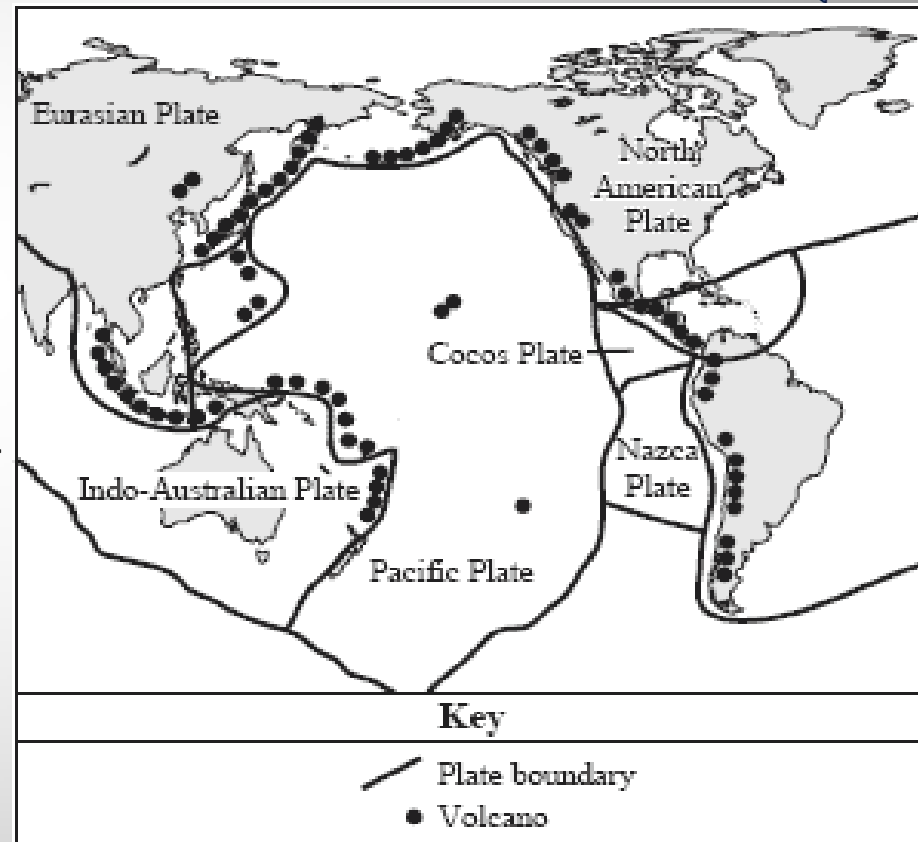 Eurasian Plate
North
American
Plate
Cocos Plate
Nazca
Plate
Indo-Australian Plate
Pacific Plate
Key
Plate boundary
Volcano